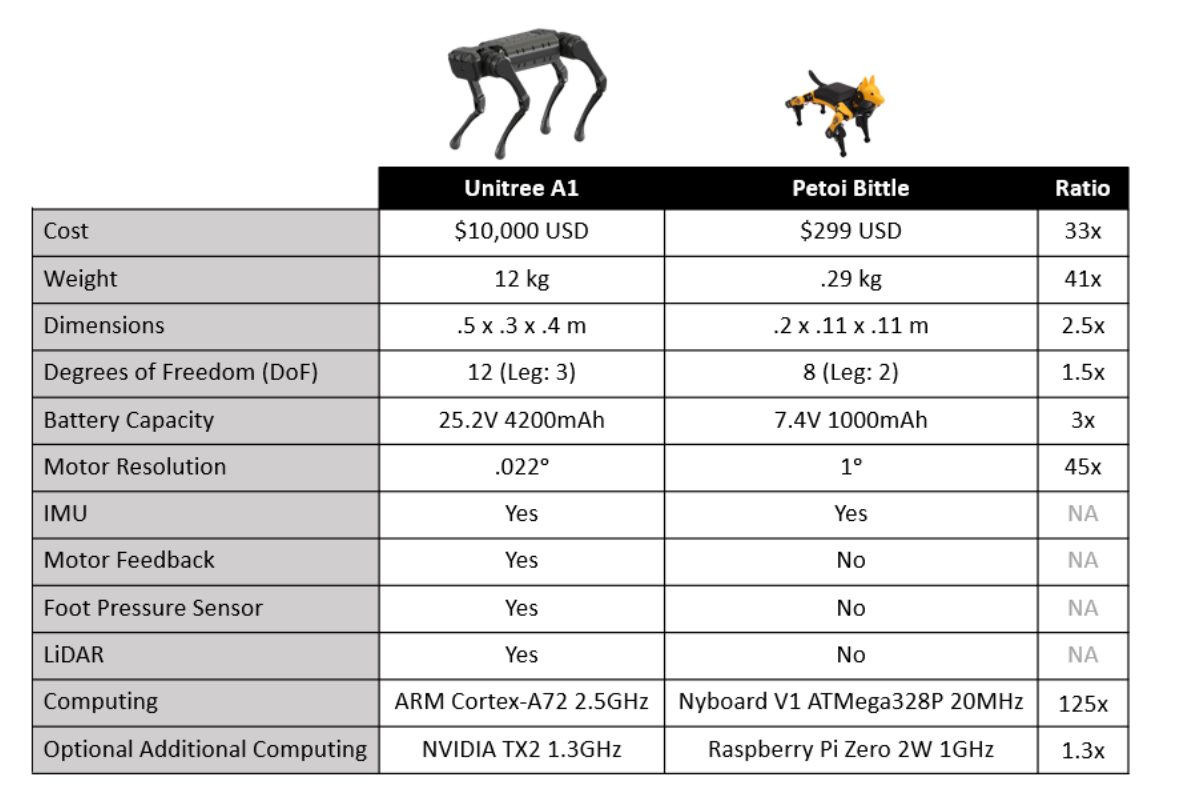 Unitree A1 Petoi Bittle Ratio
Cost $10,000 USD $299 USD 33x
Weight 12 kg .29 kg 41x
Dimensions .5 x .3 x .4 m .2 x .11 x .11 m 2.5x
Degrees of Freedom (DoF) 12 (Leg: 3) 8 (Leg: 2) 1.5x
Battery Capacity 25.2V 4200mAh 7.4V 1000mAh 3x
Motor Resolution .022° 1° 45x
IMU Yes Yes NA
Motor Feedback Yes No NA
Foot Pressure Sensor Yes No NA
LiDAR Yes No NA
Computing ARM Cortex-A72 2.5GHz Nyboard V1 ATMega328P 20MHz 125x
Optional Additional Computing NVIDIA TX2 1.3GHz Raspberry Pi Zero 2W 1GHz 1.3x